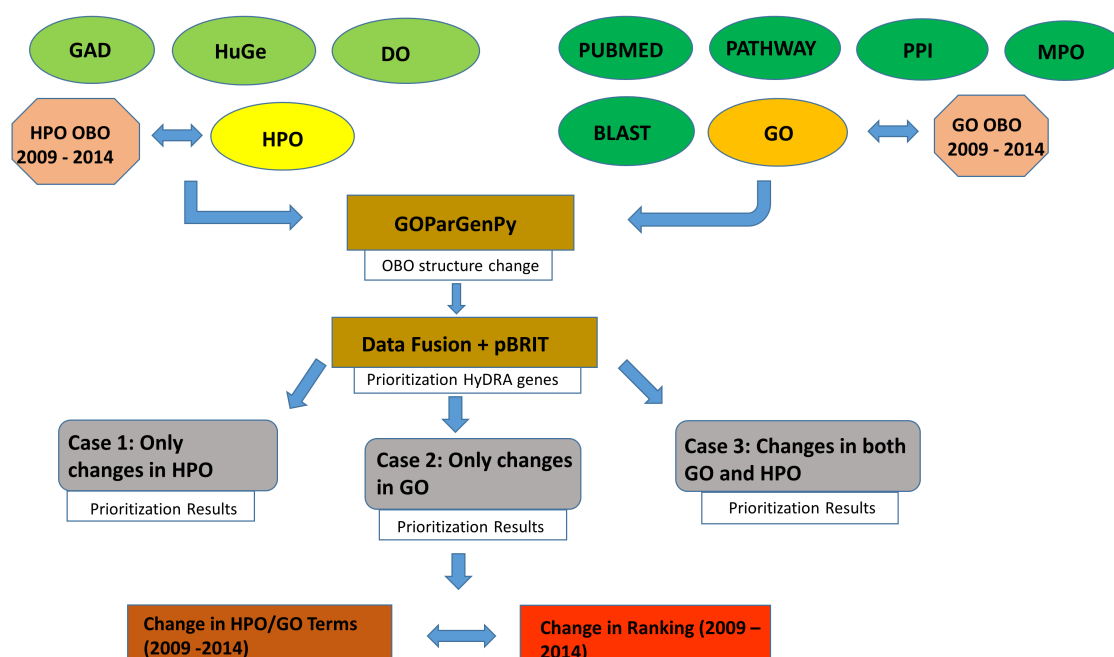 GAD
HuGe
DO
PUBMED
PATHWAY
PPI
MPO
HPO OBO
2009 - 2014
HPO
BLAST
GO
GO OBO
2009 - 2014
GOParGenPy
OBO structure change
Data Fusion + pBRIT
Prioritization HyDRA genes
Case 1: Only
changes in HPO
Prioritization Results
Case 2: Only changes
in GO
Prioritization Results
Case 3: Changes in both
GO and HPO
Prioritization Results
Change in HPO/GO Terms
(2009 -2014)
Change in Ranking (2009 –
2014)